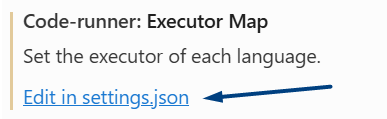 Code-runner: Executor Map
Set the executor of each language.
Edit in settings.json